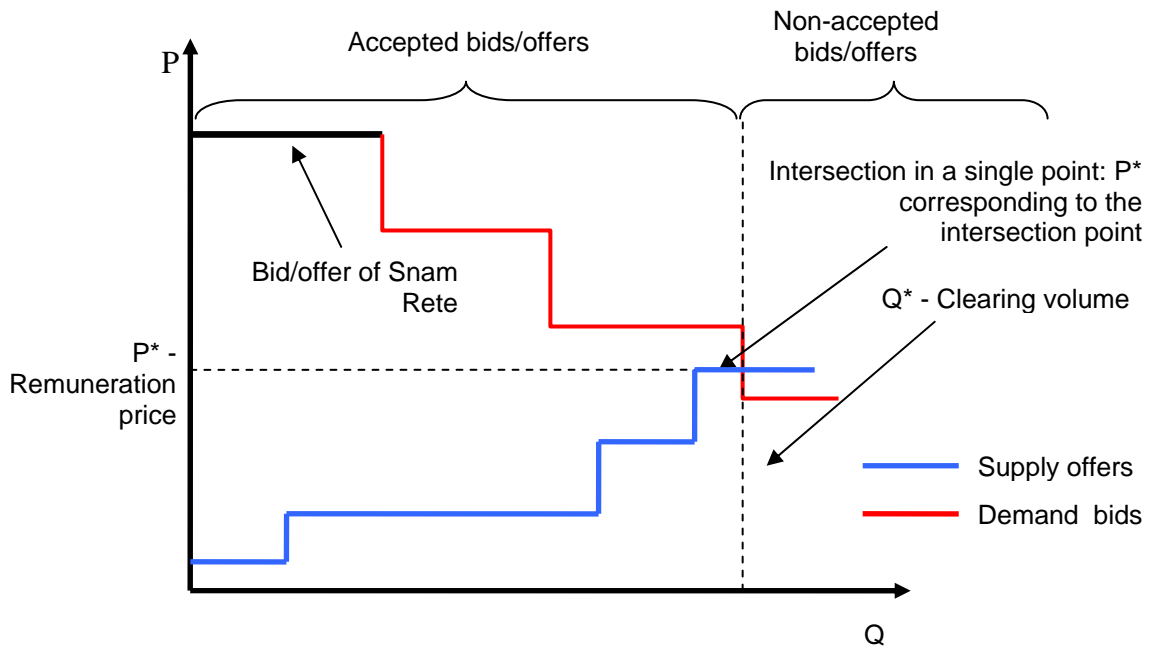 Accepted bids/offers
Non-accepted
bids/offers
P
Intersection in a single point: P*
corresponding to the
intersection point
Bid/offer of Snam
Rete
Q* - Clearing volume
P* -
Remuneration
price
Supply offers
Demand bids
Q